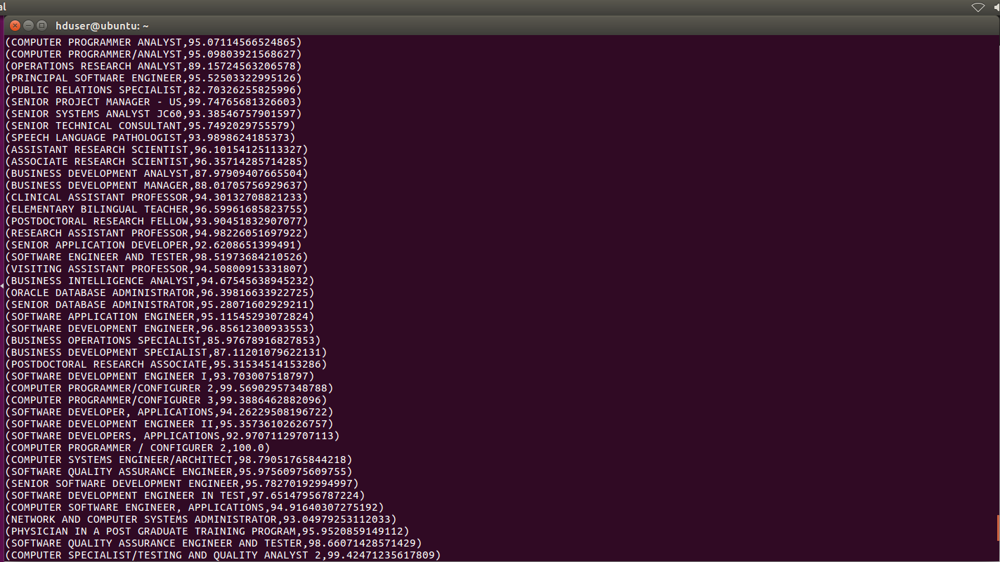 al
hduser@ubuntu: ~
(COMPUTER PROGRAMMER ANALYST,95.07114566524865)
(COMPUTER PROGRAMMER/ANALYST,95.09803921568627)
(OPERATIONS RESEARCH ANALYST,89.15724563206578)
(PRINCIPAL SOFTWARE ENGINEER,95.52503322995126)
(PUBLIC RELATIONS SPECIALIST,82.70326255825996)
(SENIOR PROJECT MANAGER - US,99.74765681326603)
(SENIOR SYSTEMS ANALYST JC60,93.38546757901597)
(SENIOR TECHNICAL CONSULTANT,95.7492029755579)
(SPEECH LANGUAGE PATHOLOGIST,93.9898624185373)
(ASSISTANT RESEARCH SCIENTIST,96.10154125113327)
(ASSOCIATE RESEARCH SCIENTIST,96.35714285714285)
(BUSINESS DEVELOPMENT ANALYST,87.97909407665504)
(BUSINESS DEVELOPMENT MANAGER,88.01705756929637)
(CLINICAL ASSISTANT PROFESSOR,94.30132708821233)
(ELEMENTARY BILINGUAL TEACHER,96.59961685823755)
(POSTDOCTORAL RESEARCH FELLOW,93.90451832907077)
(RESEARCH ASSISTANT PROFESSOR,94.98226051697922)
(SENIOR APPLICATION DEVELOPER,92.6208651399491)
(SOFTWARE ENGINEER AND TESTER,98.51973684210526)
(VISITING ASSISTANT PROFESSOR,94.50800915331807)
(BUSINESS INTELLIGENCE ANALYST,94.67545638945232)
(ORACLE DATABASE ADMINISTRATOR,96.39816633922725)
(SENIOR DATABASE ADMINISTRATOR,95.28071602929211)
(SOFTWARE APPLICATION ENGINEER,95.11545293072824)
(SOFTWARE DEVELOPMENT ENGINEER,96.85612300933553)
(BUSINESS OPERATIONS SPECIALIST,85.97678916827853)
(BUSINESS DEVELOPMENT SPECIALIST,87.11201079622131)
(POSTDOCTORAL RESEARCH ASSOCIATE,95.31534514153286)
(SOFTWARE DEVELOPMENT ENGINEER I,93.703007518797)
(COMPUTER PROGRAMMER/CONFIGURER 2,99.56902957348788)
(COMPUTER PROGRAMMER/CONFIGURER 3,99.3886462882096)
(SOFTWARE DEVELOPER, APPLICATIONS,94.26229508196722)
(SOFTWARE DEVELOPMENT ENGINEER II,95.35736102626757)
(SOFTWARE DEVELOPERS, APPLICATIONS,92.97071129707113)
(COMPUTER PROGRAMMER / CONFIGURER 2,100.0)
(COMPUTER SYSTEMS ENGINEER/ARCHITECT,98.79051765844218)
(SOFTWARE QUALITY ASSURANCE ENGINEER,95.97560975609755)
(SENIOR SOFTWARE DEVELOPMENT ENGINEER,95.78270192994997)
(SOFTWARE DEVELOPMENT ENGINEER IN TEST,97.65147956787224)
(COMPUTER SOFTWARE ENGINEER, APPLICATIONS,94.91640307275192)
(NETWORK AND COMPUTER SYSTEMS ADMINISTRATOR,93.04979253112033)
(PHYSICIAN IN A POST GRADUATE TRAINING PROGRAM,95.9520859149112)
(SOFTWARE QUALITY ASSURANCE ENGINEER AND TESTER,98.66071428571429)
(COMPUTER SPECIALIST/TESTING AND QUALITY ANALYST 2,99.42471235617809)